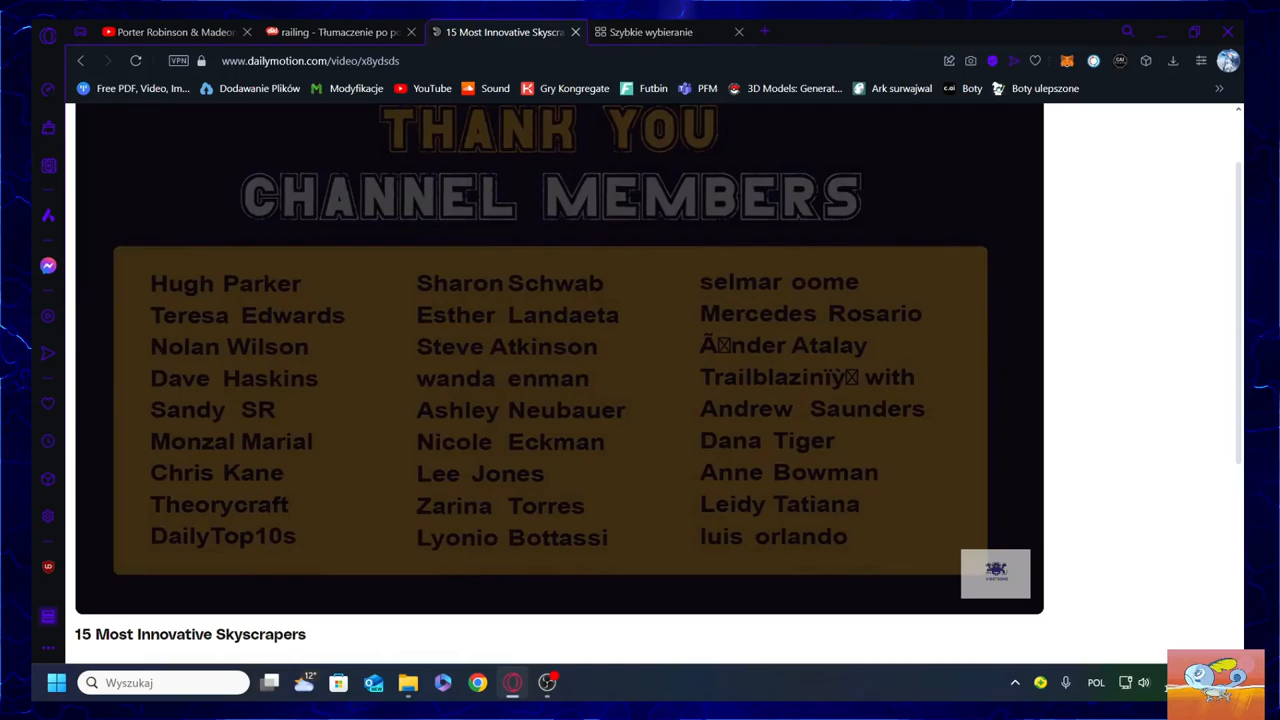 Porter Robinson & Madeon
railing - Tłumaczenie po po
15 Most Innovative Skyscra
Szybkie wybieranie
VPN
www.dailymotion.com/video/x8ydsds
Free PDF, Video, Im...
Dodawanie Plików
Modyfikacje
YouTube
Sound
Gry Kongregate
Futbin
PFM
3D Models: Generat...
Ark surwajwal
Boty
Boty ulepszone
THANK YOU
CHANNEL MEMBERS
Hugh Parker
Teresa Edwards
Nolan Wilson
Dave Haskins
Sandy SR
Monzal Marial
Chris Kane
Theorycraft
DailyTop10s
Sharon Schwab
Esther Landaeta
Steve Atkinson
wanda enman
Ashley Neubauer
Nicole Eckman
Lee Jones
Zarina Torres
Lyonio Bottassi
selmar oome
Mercedes Rosario
Ã�nder Atalay
Trailblazinïÿ� with
Andrew Saunders
Dana Tiger
Anne Bowman
Leidy Tatiana
luis orlando
15 Most Innovative Skyscrapers
Wyszukaj
12°
POL